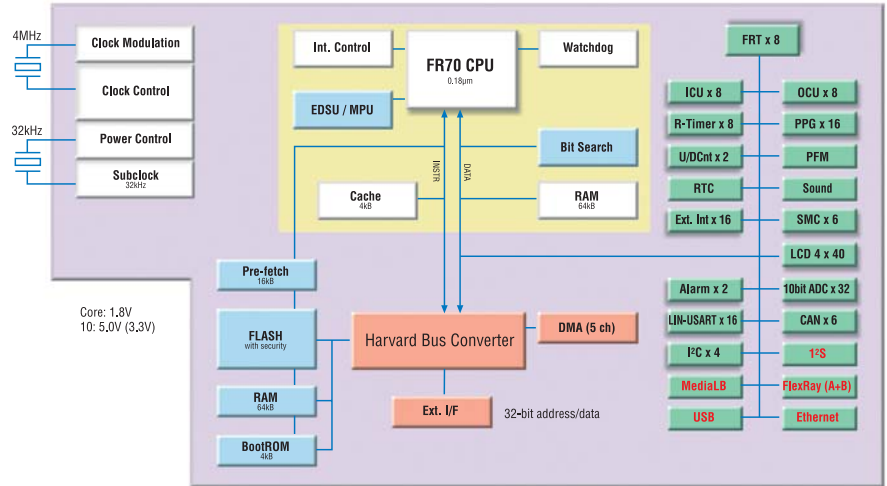 4MHz
Clock Modulation
Clock Control
32kHz
Power Control
Subclock
32kHz
Int. Control
FR70 CPU
0.18µm
Watchdog
EDSU / MPU
Bit Search
INSTR
DATA
Cache
4kB
RAM
64kB
Pre-fetch
16kB
Core: 1.8V
10: 5.0V (3.3V)
FLASH
with security
Harvard Bus Converter
DMA (5 ch)
RAM
64kB
Ext. I/F
32-bit address/data
BootROM
4kB
FRT x 8
ICU x 8
OCU x 8
R-Timer x 8
PPG x 16
U/DCnt x 2
PFM
RTC
Sound
Ext. Int x 16
SMC x 6
LCD 4 x 40
Alarm x 2
10bit ADC x 32
LIN-USART x 16
CAN x 6
I²C x 4
1²S
MediaLB
FlexRay (A+B)
USB
Ethernet